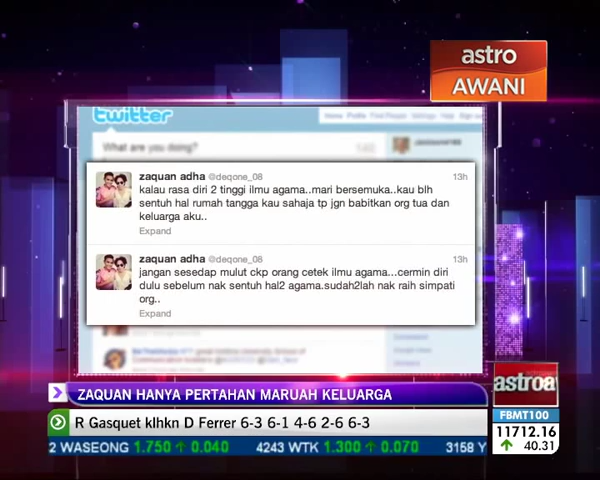 astro
AWANI
twitter
What are you doing?
zaquan adha @deqone_08 13h
kalau rasa diri 2 tinggi ilmu agama..mari bersemuka..kau blh
sentuh hal rumah tangga kau sahaja tp jgn babitkan org tua dan
keluarga aku..
Expand
zaquan adha @deqone_08 13h
jangan sesedap mulut ckp orang cetek ilmu agama...cermin diri
dulu sebelum nak sentuh hal2 agama.sudah2lah nak raih simpati
org..
Expand
ZAQUAN HANYA PERTAHAN MARUAH KELUARGA
astroa
R Gasquet klhkn D Ferrer 6-3 6-1 4-6 2-6 6-3
FBMT100
11712.16
40.31
2 WASEONG 1.750 0.040 4243 WTK 1.300 0.070 3158 Y